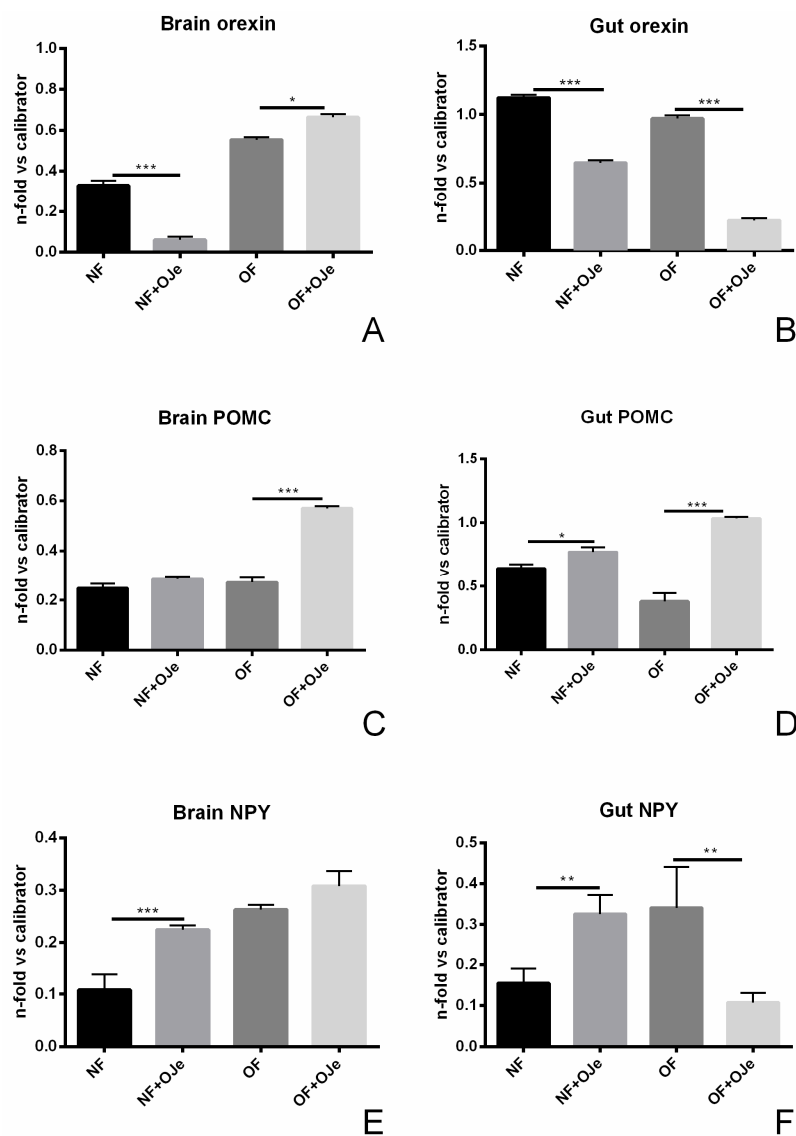 Brain orexin
n-fold vs calibrator
1.0
0.8
0.6
0.4
0.2
0.0
***
*
NF
NF+OJe
OF
OF+OJe
A
Gut orexin
n-fold vs calibrator
1.5
1.0
0.5
0.0
***
***
NF
NF+OJe
OF
OF+OJe
B
Brain POMC
n-fold vs calibrator
0.8
0.6
0.4
0.2
0.0
***
NF
NF+OJe
OF
OF+OJe
C
Gut POMC
n-fold vs calibrator
1.5
1.0
0.5
0.0
*
***
NF
NF+OJe
OF
OF+OJe
D
Brain NPY
n-fold vs calibrator
0.4
0.3
0.2
0.1
0.0
***
NF
NF+OJe
OF
OF+OJe
E
Gut NPY
n-fold vs calibrator
0.5
0.4
0.3
0.2
0.1
0.0
**
**
NF
NF+OJe
OF
OF+OJe
F